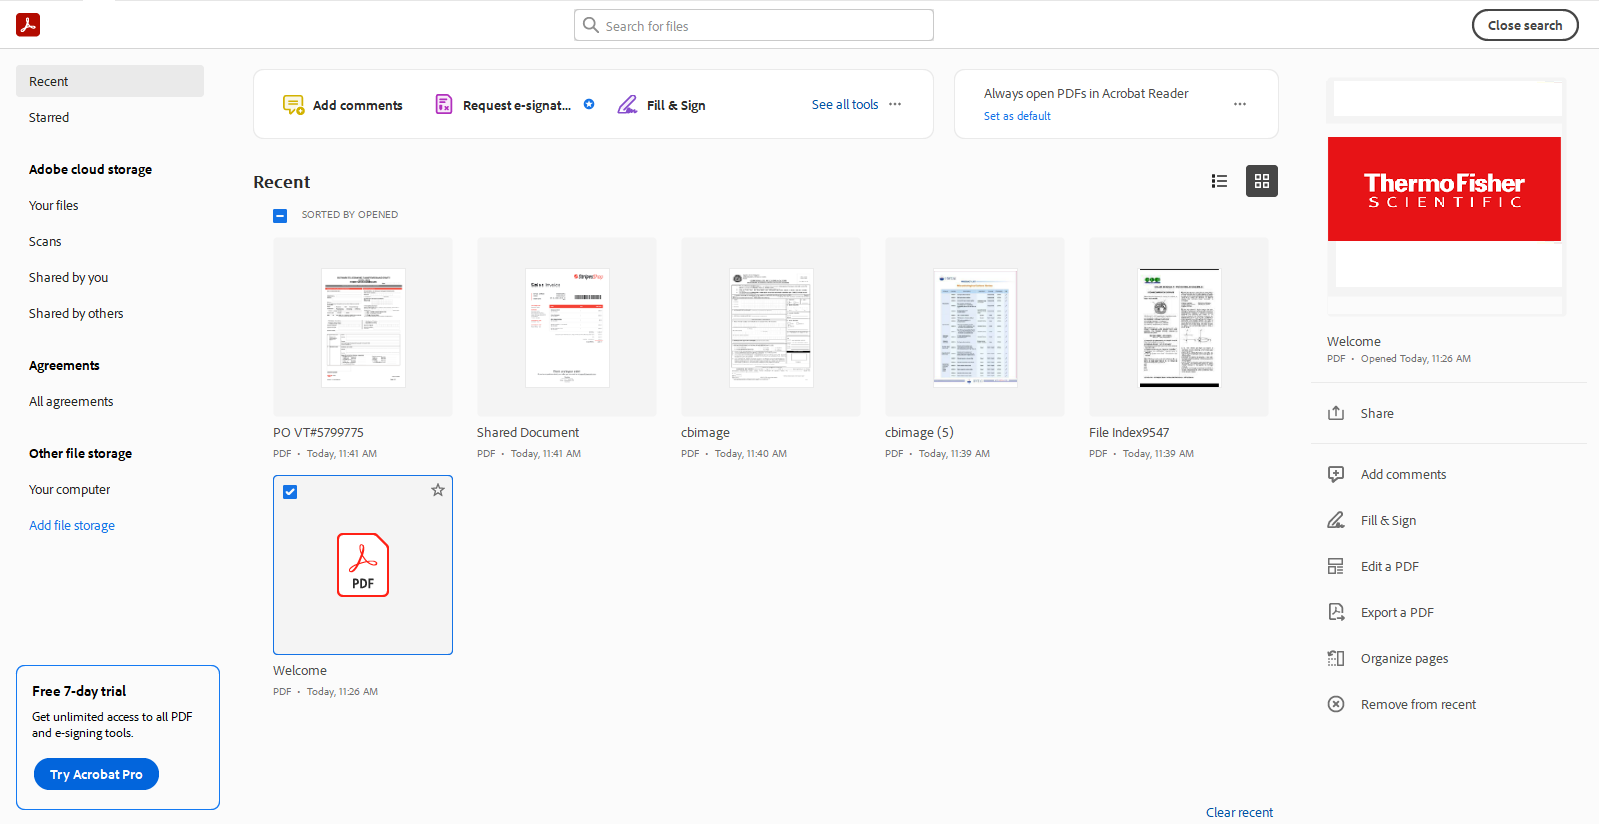 Search for files
Close search
Recent
Starred
Adobe cloud storage
Your files
Scans
Shared by you
Shared by others
Agreements
All agreements
Other file storage
Your computer
Add file storage
Free 7-day trial
Get unlimited access to all PDF
and e-signing tools.
Try Acrobat Pro
Add comments
Request e-signat...
Fill & Sign
See all tools
Always open PDFs in Acrobat Reader
Set as default
Recent
SORTED BY OPENED
PO VT#5799775
PDF • Today, 11:41 AM
Shared Document
PDF • Today, 11:41 AM
cbimage
PDF • Today, 11:40 AM
cbimage (5)
PDF • Today, 11:39 AM
File Index9547
PDF • Today, 11:39 AM
PDF
Welcome
PDF • Today, 11:26 AM
Clear recent
ThermoFisher
SCIENTIFIC
Welcome
PDF • Opened Today, 11:26 AM
Share
Add comments
Fill & Sign
Edit a PDF
Export a PDF
Organize pages
Remove from recent